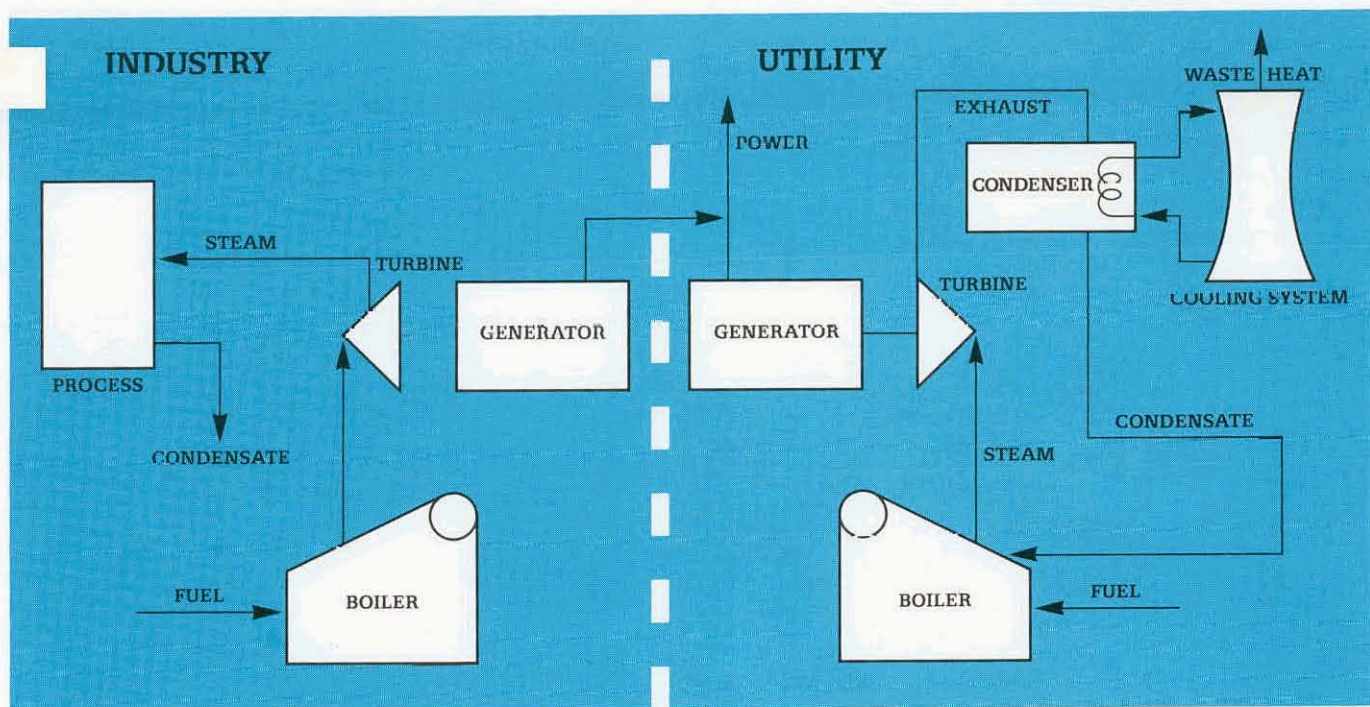 INDUSTRY
STEAM
TURBINE
GENERATOR
PROCESS
CONDENSATE
FUEL
BOILER
UTILITY
WASTE HEAT
EXHAUST
POWER
CONDENSER
TURBINE
COOLING SYSTEM
GENERATOR
CONDENSATE
STEAM
BOILER
FUEL